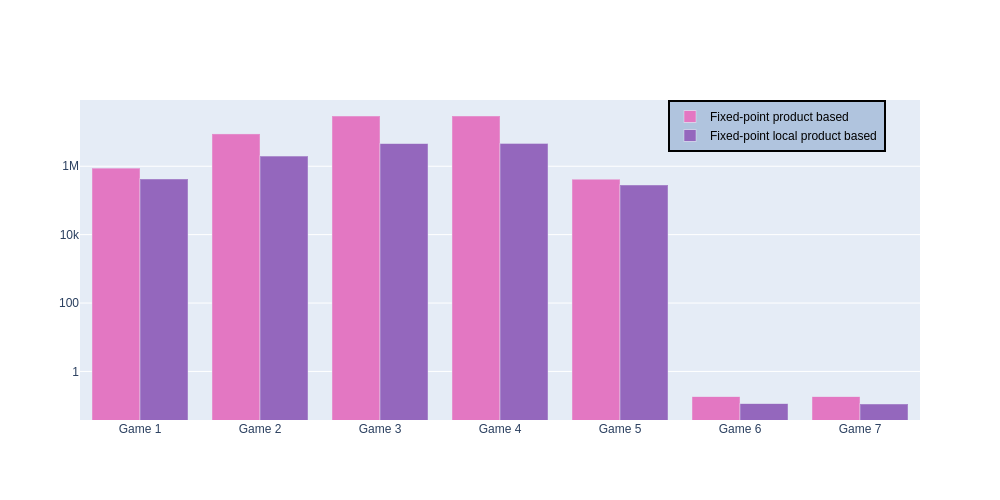 Fixed-point product based
Fixed-point local product based
1M
10k
100
1
Game 1
Game 2
Game 3
Game 4
Game 5
Game 6
Game 7